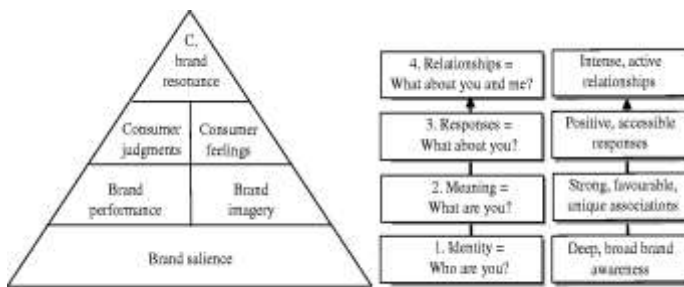 C.
brand
resonance
Consumer
judgments
Consumer
feelings
Brand
performance
Brand
imagery
Brand salience
4. Relationships =
What about you and me?
3. Responses =
What about you?
2. Meaning =
What are you?
1. Identity =
Who are you?
Intense, active
relationships
Positive, accessible
responses
Strong, favourable,
unique associations
Deep, broad brand
awareness